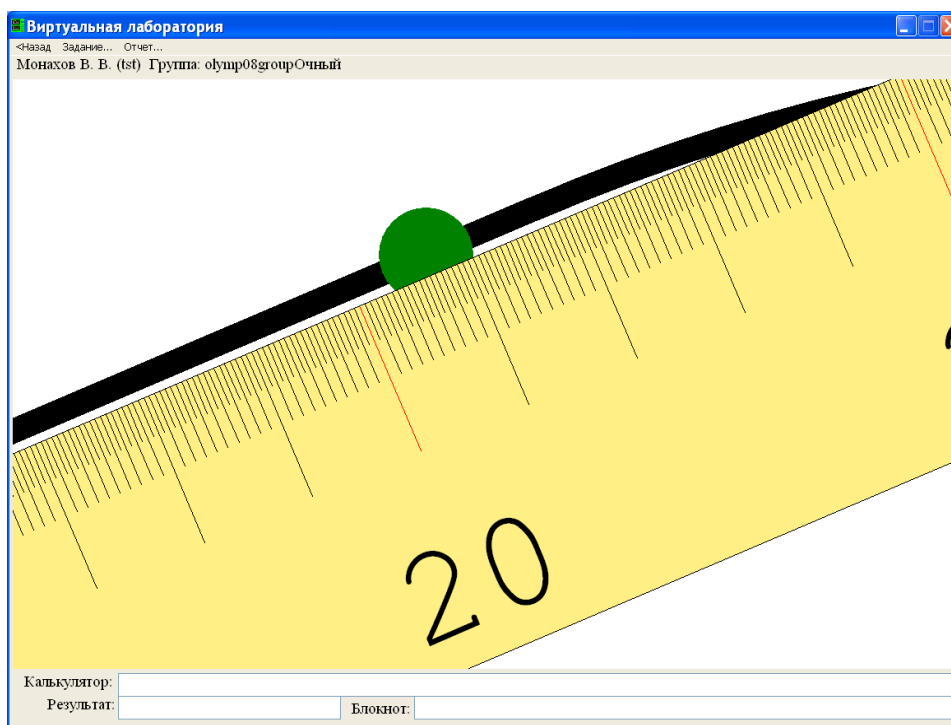 Виртуальная лаборатория
<Назад Задание... Отчет...
Монахов В. В. (tst) Группа: olymp08groupОчный
20
Калькулятор:
Результат:
Блокнот: